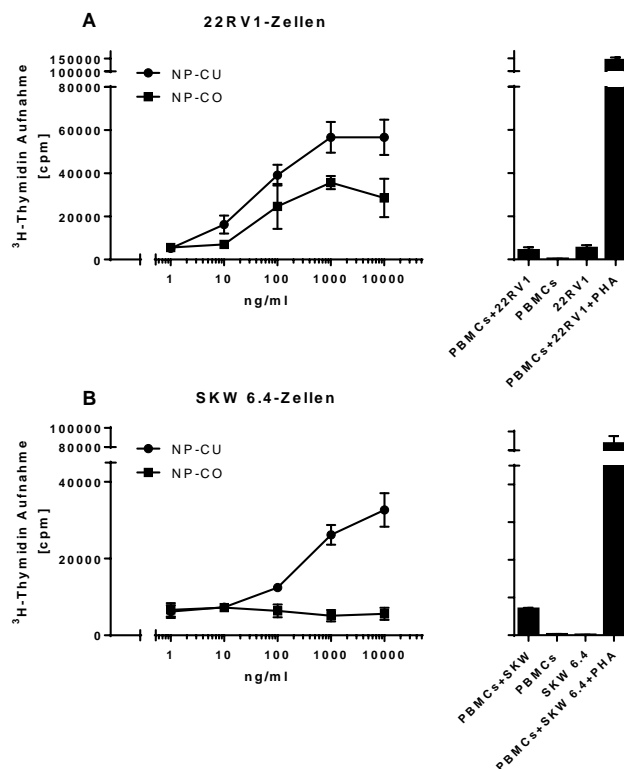 A 22RV1-Zellen
150000
100000
80000
60000
40000
20000
0
³H-Thymidin Aufnahme
[cpm]
NP-CU
NP-CO
1 10 100 1000 10000
ng/ml
PBMCs+22RV1
PBMCs
22RV1
PBMCs+22RV1+PHA
B SKW 6.4-Zellen
100000
80000
40000
20000
0
³H-Thymidin Aufnahme
[cpm]
NP-CU
NP-CO
1 10 100 1000 10000
ng/ml
PBMCs+SKW
PBMCs
SKW 6.4
PBMCs+SKW 6.4+PHA